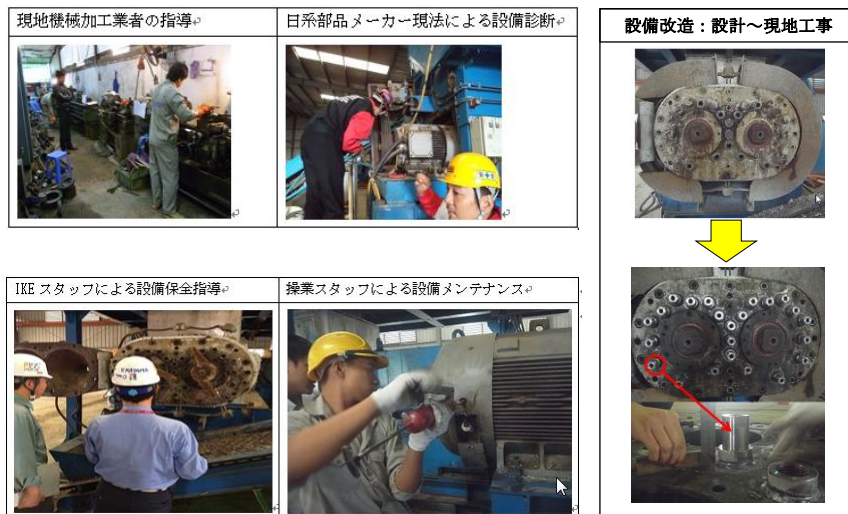 現地機械加工業者の指導
日系部品メーカー現法による設備診断
設備改造：設計～現地工事
IKE スタッフによる設備保全指導
操業スタッフによる設備メンテナンス